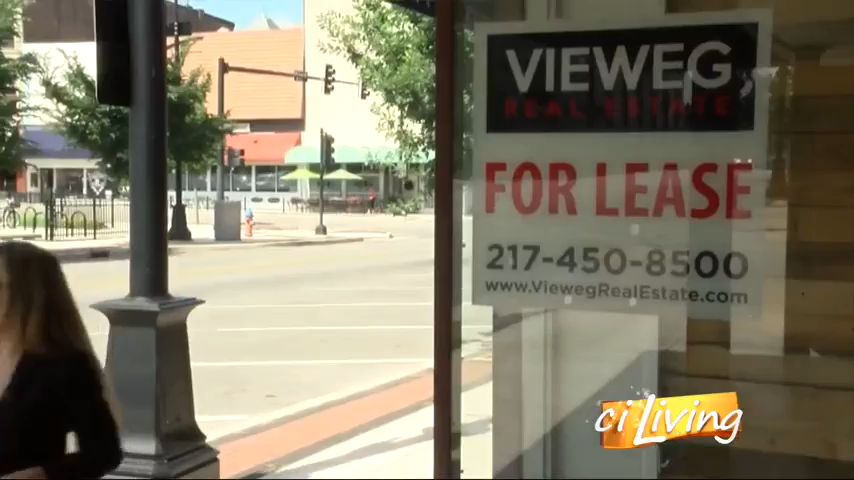 VIEWEG
REAL ESTATE
FOR LEASE
217-450-8500
www.ViewegRealEstate.com
ciLiving